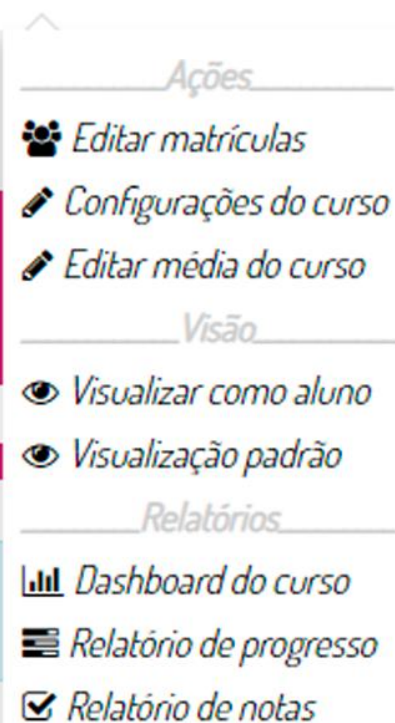 Ações
Editar matrículas
Configurações do curso
Editar média do curso
Visão
Visualizar como aluno
Visualização padrão
Relatórios
Dashboard do curso
Relatório de progresso
Relatório de notas